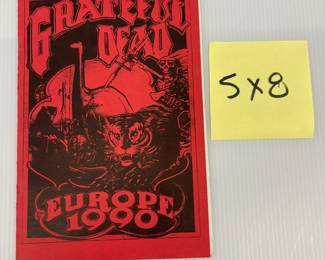 GRATEFUL
DEAD
EUROPE
1990
5x8